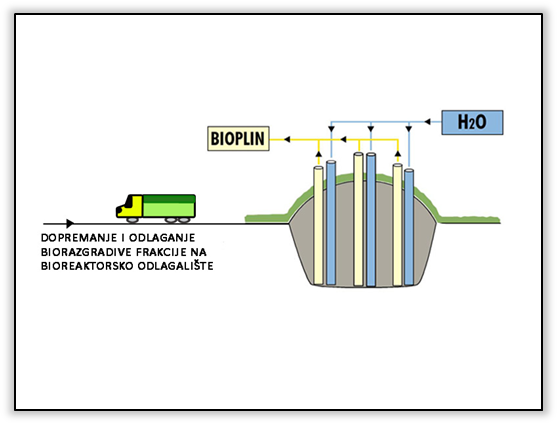 BIOPLIN
H2O
DOPREMANJE I ODLAGANJE
BIORAZGRADIVE FRAKCIJE NA
BIOREAKTORSKO ODLAGALIŠTE